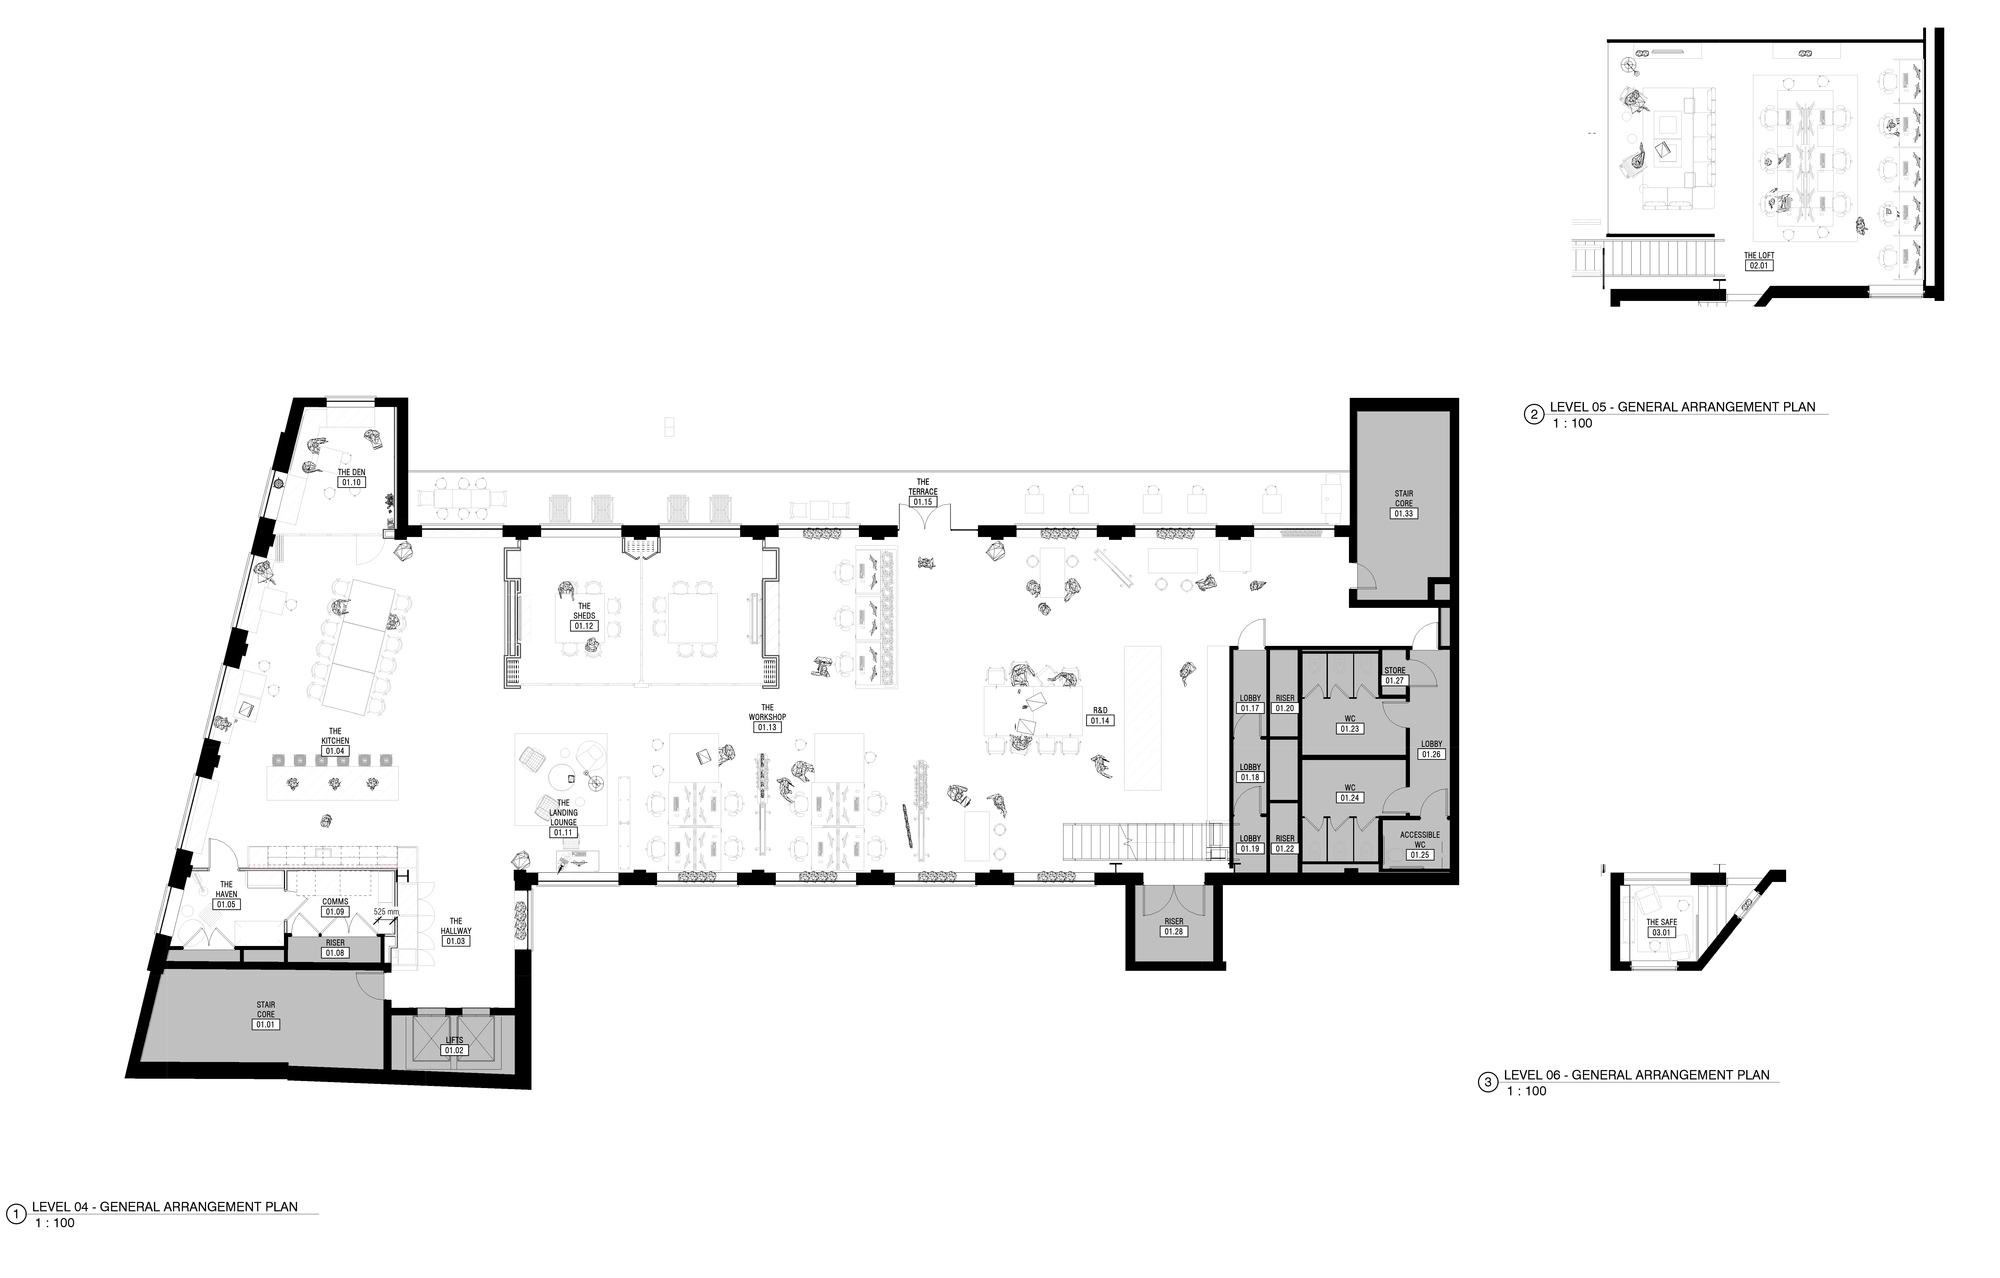 THE LOFT
02.01
2 LEVEL 05 - GENERAL ARRANGEMENT PLAN
1 : 100
THE DEN
01.10
THE
TERRACE
01.15
STAIR
CORE
01.33
THE
SHEDS
01.12
THE
KITCHEN
01.04
THE
WORKSHOP
01.13
R&D
01.14
LOBBY
01.17
RISER
01.20
WC
01.23
STORE
01.27
LOBBY
01.26
LOBBY
01.18
WC
01.24
THE
LANDING
LOUNGE
01.11
LOBBY
01.19
RISER
01.22
ACCESSIBLE
WC
01.25
THE
HAVEN
01.05
COMMS
01.09
525 mm
RISER
01.08
THE
HALLWAY
01.03
RISER
01.28
THE SAFE
03.01
STAIR
CORE
01.01
LIFTS
01.02
3 LEVEL 06 - GENERAL ARRANGEMENT PLAN
1 : 100
1 LEVEL 04 - GENERAL ARRANGEMENT PLAN
1 : 100